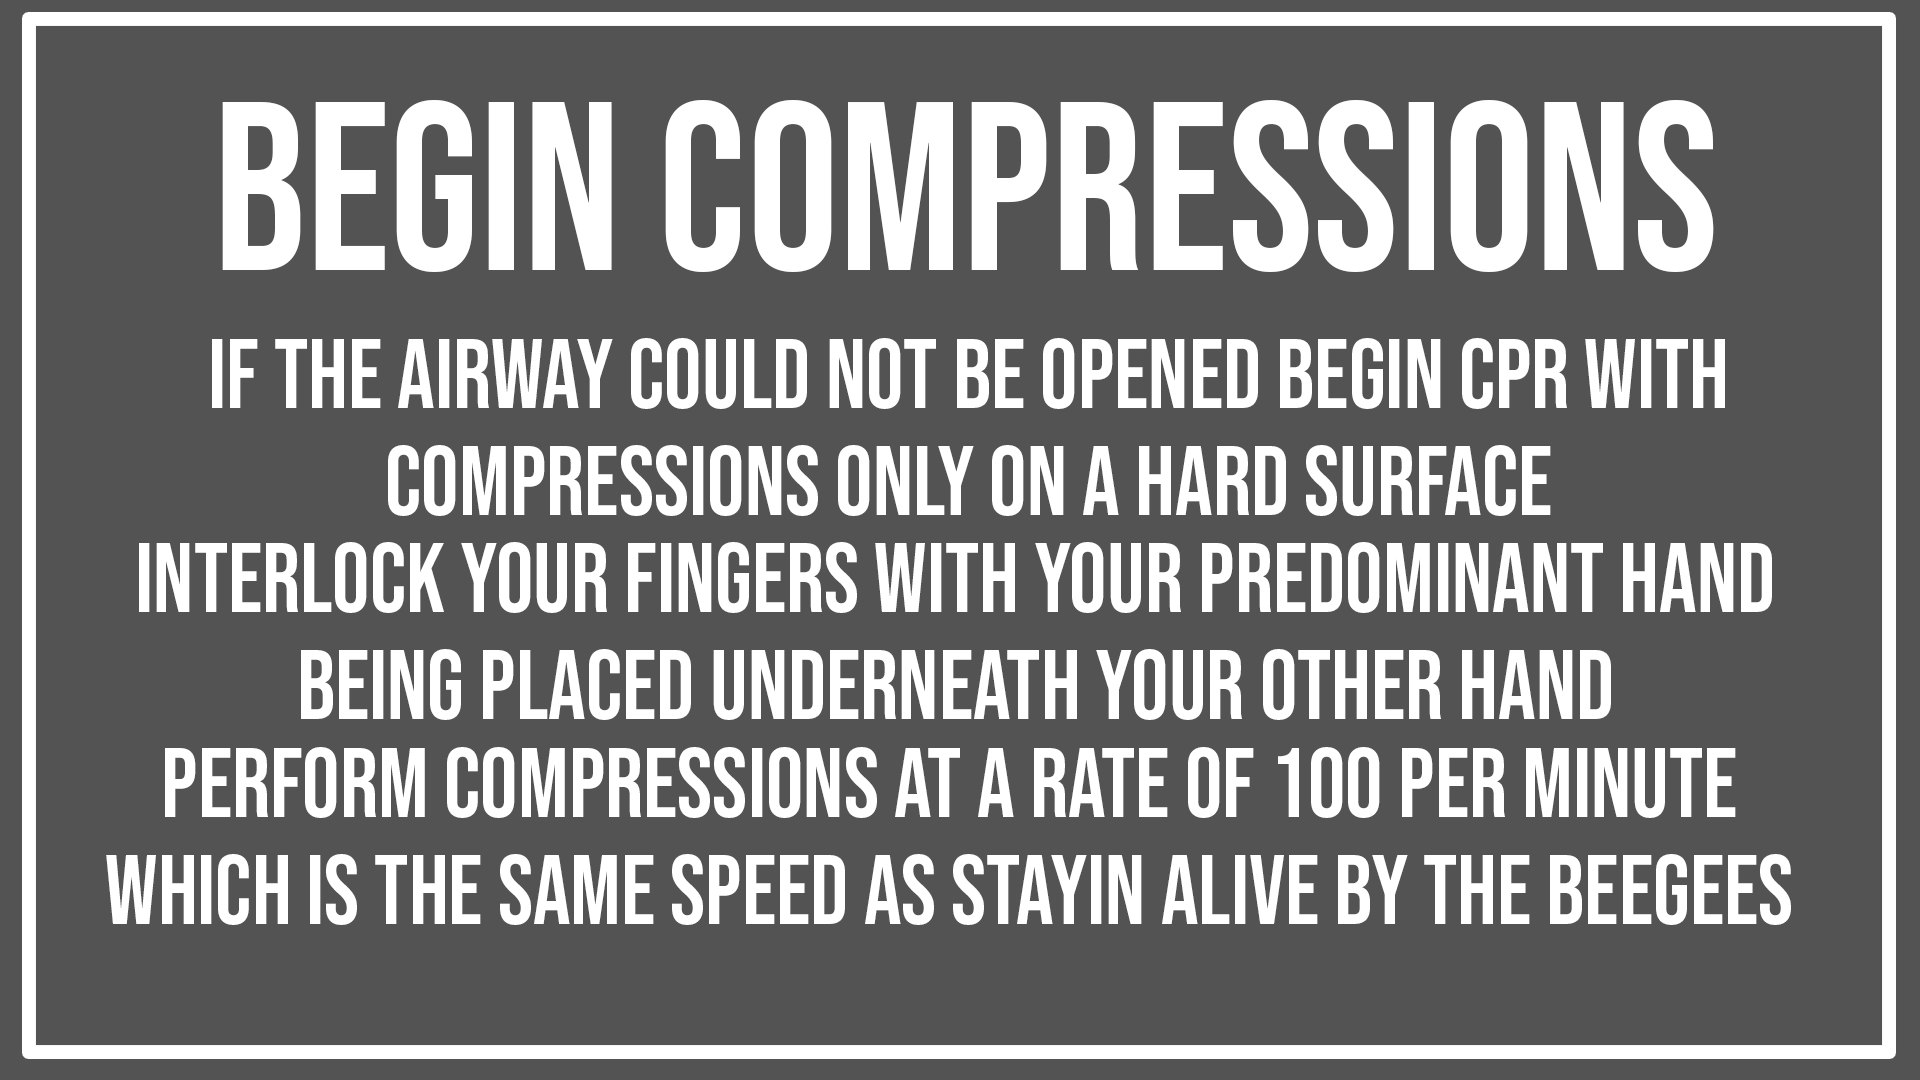 BEGIN COMPRESSIONS
IF THE AIRWAY COULD NOT BE OPENED BEGIN CPR WITH
COMPRESSIONS ONLY ON A HARD SURFACE
INTERLOCK YOUR FINGERS WITH YOUR PREDOMINANT HAND
BEING PLACED UNDERNEATH YOUR OTHER HAND
PERFORM COMPRESSIONS AT A RATE OF 100 PER MINUTE
WHICH IS THE SAME SPEED AS STAYIN ALIVE BY THE BEEGEES